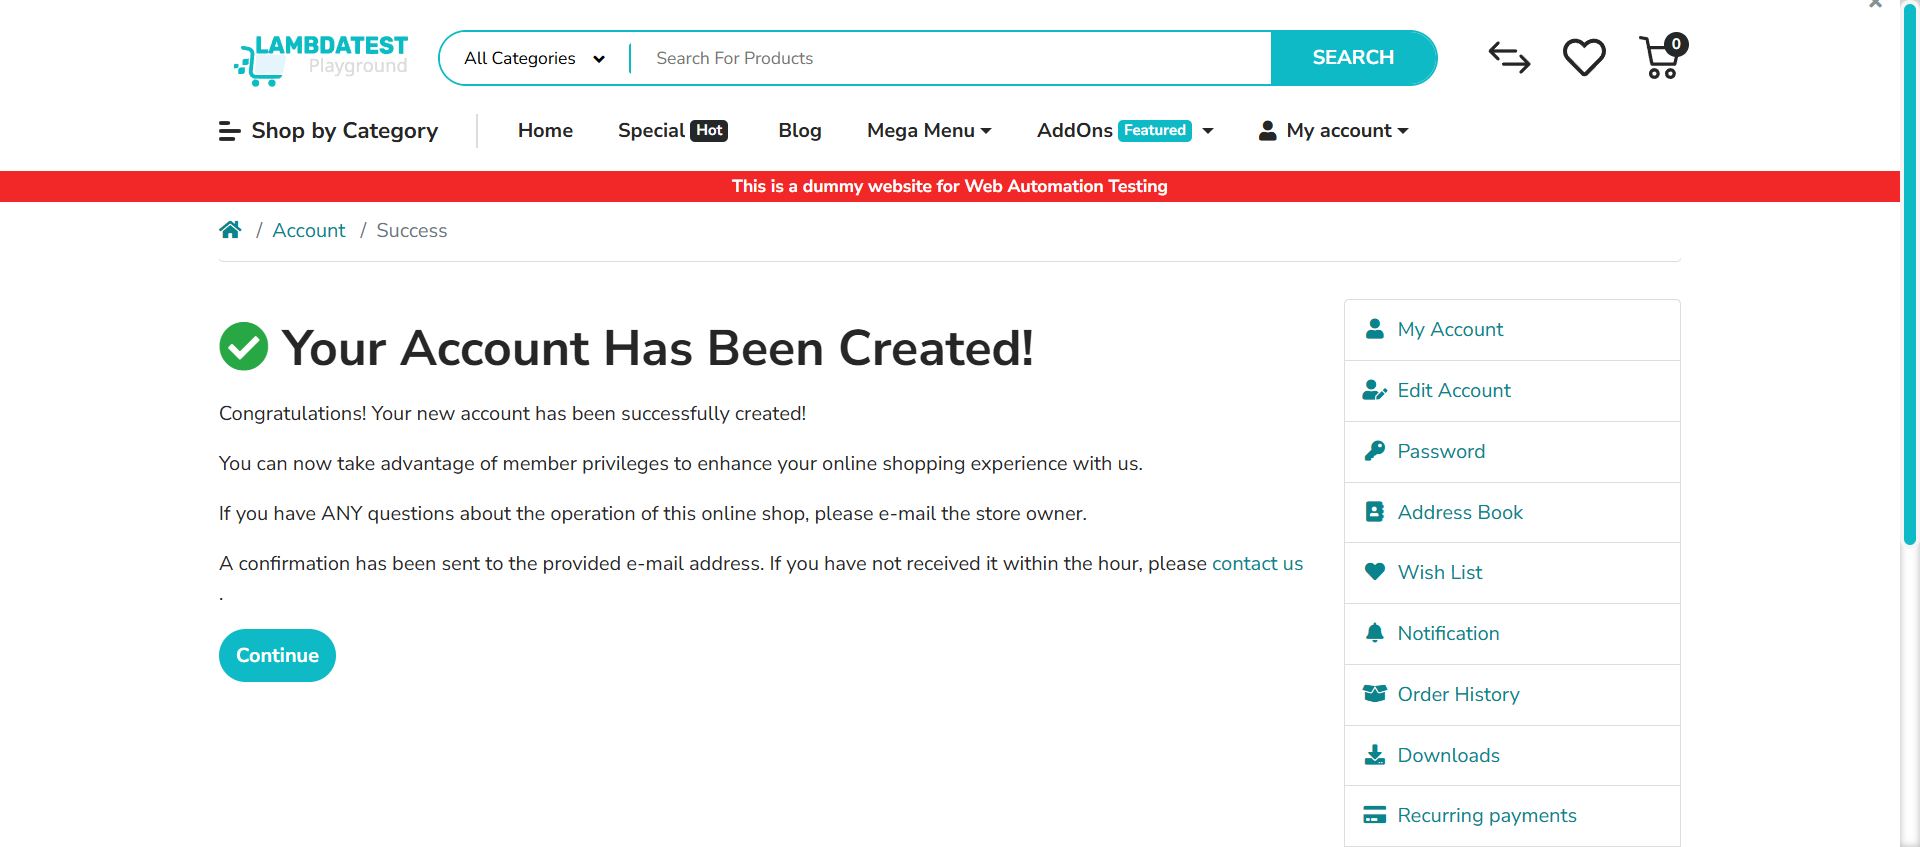 LAMBDATEST
Playground
All Categories
Search For Products
SEARCH
0
Shop by Category
Home
Special Hot
Blog
Mega Menu
AddOns Featured
My account
This is a dummy website for Web Automation Testing
/ Account / Success
Your Account Has Been Created!
Congratulations! Your new account has been successfully created!
You can now take advantage of member privileges to enhance your online shopping experience with us.
If you have ANY questions about the operation of this online shop, please e-mail the store owner.
A confirmation has been sent to the provided e-mail address. If you have not received it within the hour, please contact us
.
Continue
My Account
Edit Account
Password
Address Book
Wish List
Notification
Order History
Downloads
Recurring payments